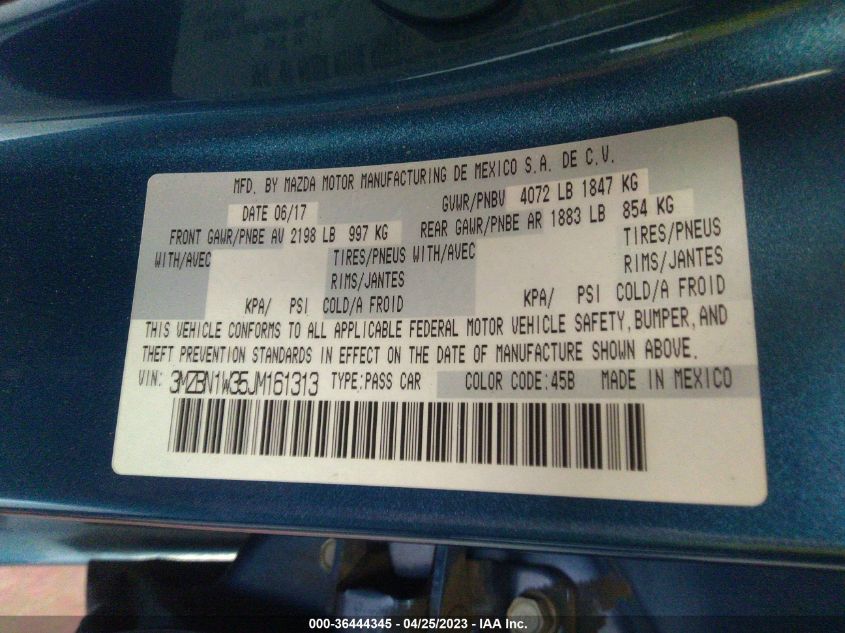 MFD. BY MAZDA MOTOR MANUFACTURING DE MEXICO S.A. DE C.V.
DATE 06/17 GVWR/PNBV 4072 LB 1847 KG
FRONT GAWR/PNBE AV 2198 LB 997 KG REAR GAWR/PNBE AR 1883 LB 854 KG
WITH/AVEC TIRES/PNEUS WITH/AVEC TIRES/PNEUS
RIMS/JANTES RIMS/JANTES
KPA/ PSI COLD/A FROID KPA/ PSI COLD/A FROID
THIS VEHICLE CONFORMS TO ALL APPLICABLE FEDERAL MOTOR VEHICLE SAFETY, BUMPER, AND
THEFT PREVENTION STANDARDS IN EFFECT ON THE DATE OF MANUFACTURE SHOWN ABOVE.
VIN: 3MZBN1W35JM161313 TYPE:PASS CAR COLOR CODE:45B MADE IN MEXICO
000-36444345 - 04/25/2023 - IAA Inc.